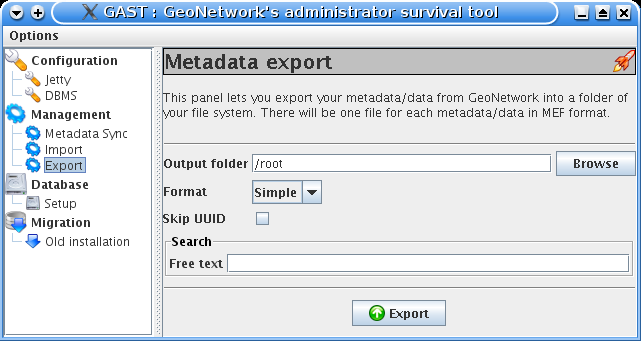 GAST : GeoNetwork's administrator survival tool
Options
Configuration
Jetty
DBMS
Management
Metadata Sync
Import
Export
Database
Setup
Migration
Old installation
Metadata export
This panel lets you export your metadata/data from GeoNetwork into a folder of
your file system. There will be one file for each metadata/data in MEF format.
Output folder /root Browse
Format Simple
Skip UUID
Search
Free text
Export